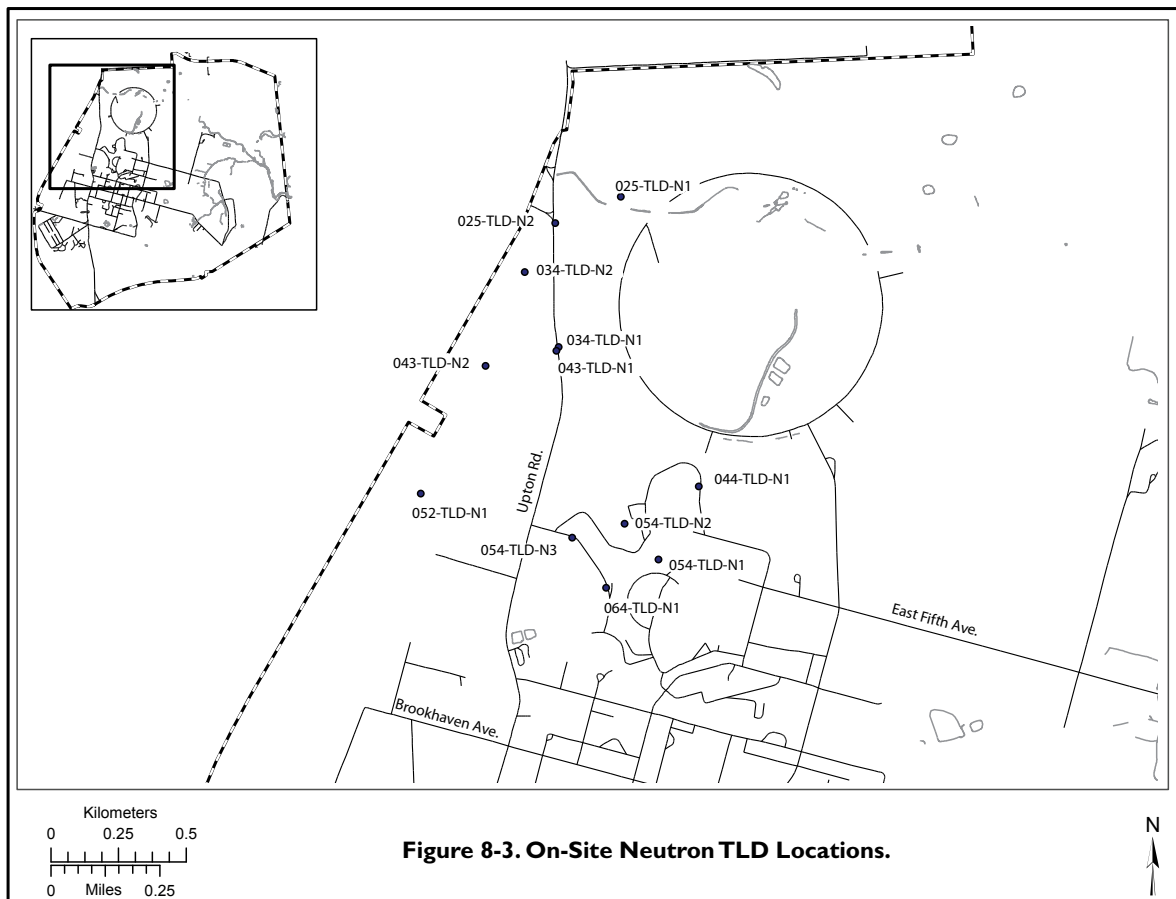 025-TLD-N1
025-TLD-N2
034-TLD-N2
034-TLD-N1
043-TLD-N2
043-TLD-N1
Upton Rd.
044-TLD-N1
052-TLD-N1
054-TLD-N2
054-TLD-N3
054-TLD-N1
064-TLD-N1
East Fifth Ave.
Brookhaven Ave.
Kilometers
0 0.25 0.5
0 Miles 0.25
Figure 8-3. On-Site Neutron TLD Locations.
N